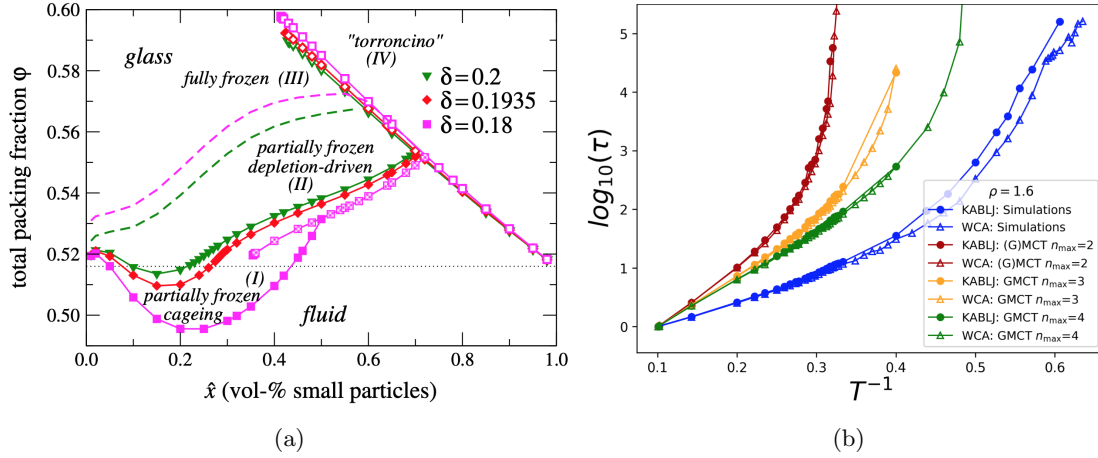 0.60
0.58
0.56
0.54
0.52
0.50
total packing fraction φ
glass
"torroncino"
(IV)
fully frozen (III)
δ=0.2
δ=0.1935
δ=0.18
partially frozen
depletion-driven
(II)
(I)
partially frozen
cageing
fluid
0.0 0.2 0.4 0.6 0.8 1.0
x̂ (vol-% small particles)
(a)
5
4
3
2
1
0
log10(τ)
ρ = 1.6
KABLJ: Simulations
WCA: Simulations
KABLJ: (G)MCT nmax=2
WCA: (G)MCT nmax=2
KABLJ: GMCT nmax=3
WCA: GMCT nmax=3
KABLJ: GMCT nmax=4
WCA: GMCT nmax=4
0.1 0.2 0.3 0.4 0.5 0.6
T⁻¹
(b)